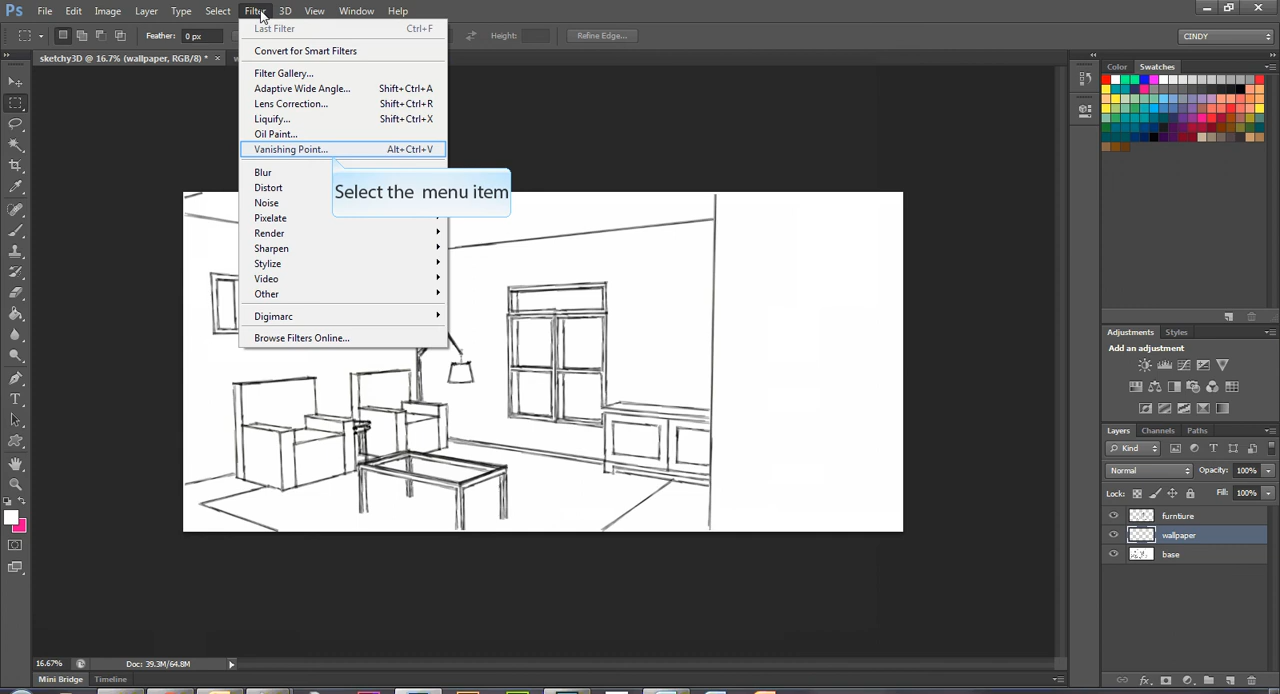 Ps File Edit Image Layer Type Select Filter 3D View Window Help
Feather: 0 px Height: Refine Edge... CINDY
sketchy3D @ 16.7% (wallpaper, RGB/8) * ×
Last Filter Ctrl+F
Convert for Smart Filters
Filter Gallery...
Adaptive Wide Angle... Shift+Ctrl+A
Lens Correction... Shift+Ctrl+R
Liquify... Shift+Ctrl+X
Oil Paint...
Vanishing Point... Alt+Ctrl+V
Blur
Distort
Noise
Pixelate
Render
Sharpen
Stylize
Video
Other
Digimarc
Browse Filters Online...
Select the menu item
Color Swatches
Adjustments Styles
Add an adjustment
Layers Channels Paths
Kind
Normal Opacity: 100%
Lock: Fill: 100%
furntiure
wallpaper
base
16.67% Doc: 39.3M/64.8M
Mini Bridge Timeline